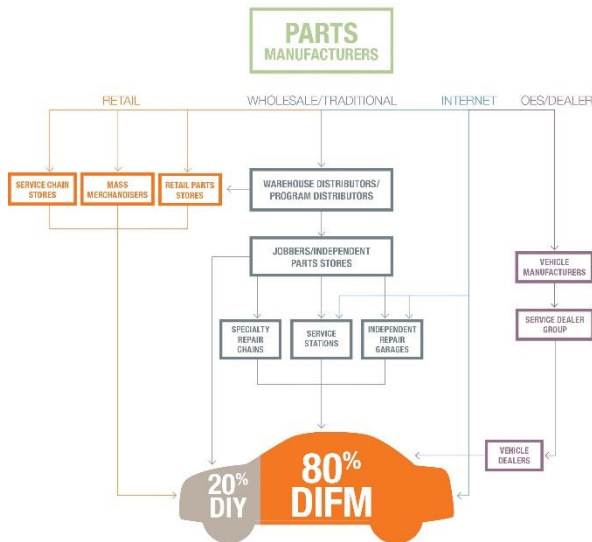 PARTS
MANUFACTURERS
RETAIL
WHOLESALE/TRADITIONAL
INTERNET
OES/DEALER
SERVICE CHAIN
STORES
MASS
MERCHANDISERS
RETAIL PARTS
STORES
WAREHOUSE DISTRIBUTORS/
PROGRAM DISTRIBUTORS
JOBBERS/INDEPENDENT
PARTS STORES
VEHICLE
MANUFACTURERS
SPECIALTY
REPAIR
CHAINS
SERVICE
STATIONS
INDEPENDENT
REPAIR
GARAGES
SERVICE DEALER
GROUP
VEHICLE
DEALERS
20%
DIY
80%
DIFM